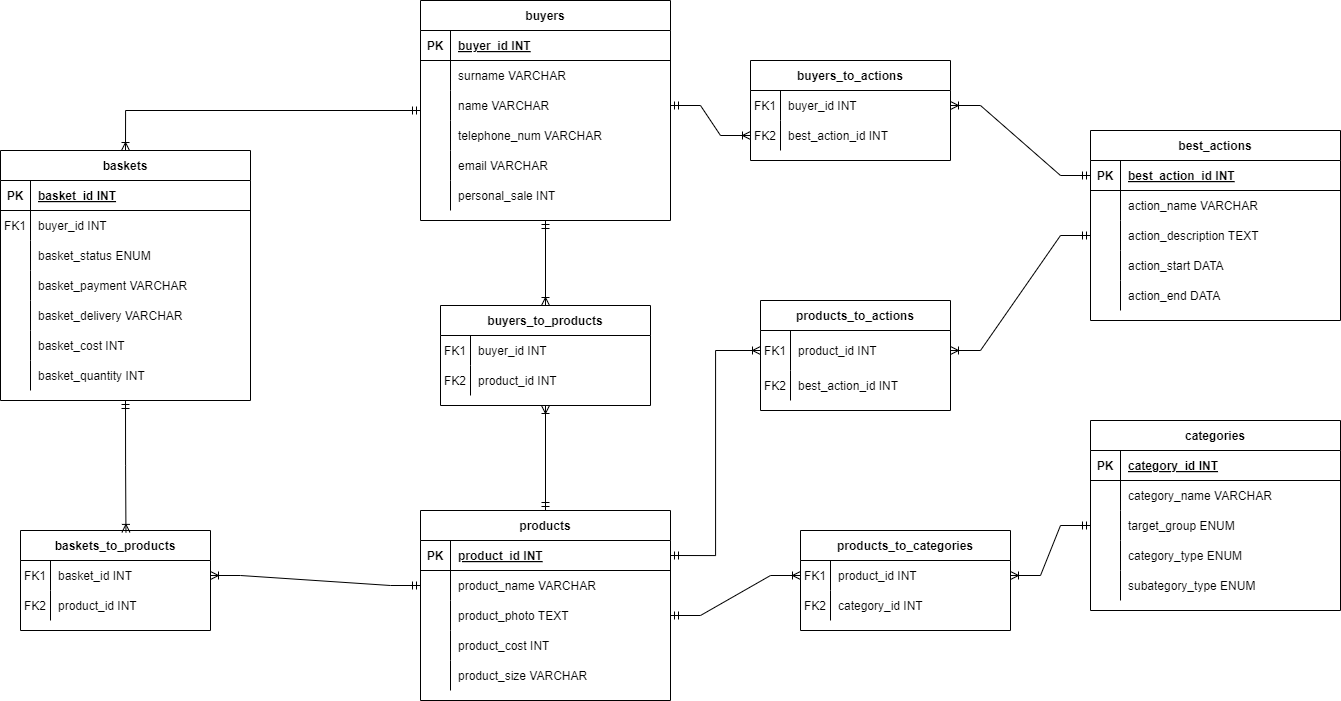 buyers
PK buyer_id INT
surname VARCHAR
name VARCHAR
telephone_num VARCHAR
email VARCHAR
personal_sale INT
buyers_to_actions
FK1 buyer_id INT
FK2 best_action_id INT
best_actions
PK best_action_id INT
action_name VARCHAR
action_description TEXT
action_start DATA
action_end DATA
baskets
PK basket_id INT
FK1 buyer_id INT
basket_status ENUM
basket_payment VARCHAR
basket_delivery VARCHAR
basket_cost INT
basket_quantity INT
buyers_to_products
FK1 buyer_id INT
FK2 product_id INT
products_to_actions
FK1 product_id INT
FK2 best_action_id INT
categories
PK category_id INT
category_name VARCHAR
target_group ENUM
category_type ENUM
subategory_type ENUM
baskets_to_products
FK1 basket_id INT
FK2 product_id INT
products
PK product_id INT
product_name VARCHAR
product_photo TEXT
product_cost INT
product_size VARCHAR
products_to_categories
FK1 product_id INT
FK2 category_id INT